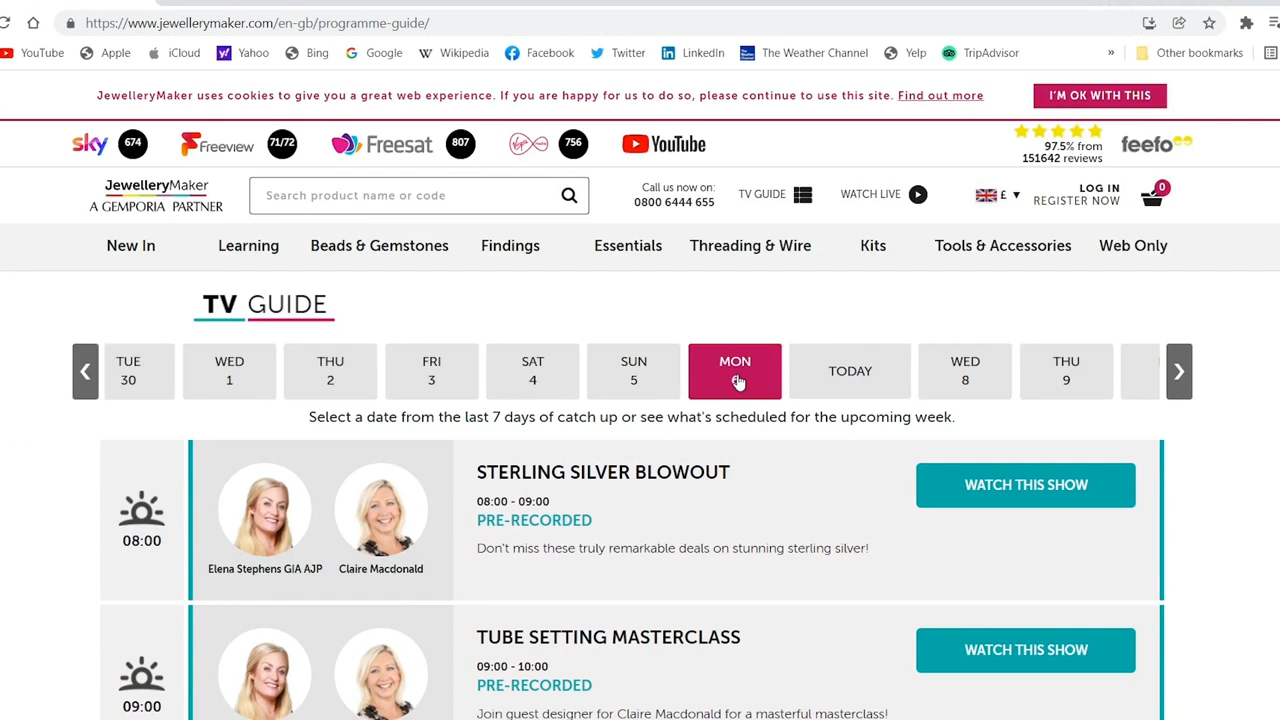 https://www.jewellerymaker.com/en-gb/programme-guide/
YouTube Apple iCloud Yahoo Bing Google Wikipedia Facebook Twitter LinkedIn The Weather Channel Yelp TripAdvisor » Other bookmarks
JewelleryMaker uses cookies to give you a great web experience. If you are happy for us to do so, please continue to use this site. Find out more I'M OK WITH THIS
sky 674 Freeview 71/72 Freesat 807 756 YouTube 97.5% from 151642 reviews feefo
JewelleryMaker
A GEMPORIA PARTNER
Search product name or code
Call us now on:
0800 6444 655
TV GUIDE
WATCH LIVE
£
LOG IN
REGISTER NOW
0
New In Learning Beads & Gemstones Findings Essentials Threading & Wire Kits Tools & Accessories Web Only
TV GUIDE
TUE WED THU FRI SAT SUN MON TODAY WED THU
30 1 2 3 4 5 8 9
Select a date from the last 7 days of catch up or see what's scheduled for the upcoming week.
08:00
Elena Stephens GIA AJP Claire Macdonald
STERLING SILVER BLOWOUT
08:00 - 09:00
PRE-RECORDED
Don't miss these truly remarkable deals on stunning sterling silver!
WATCH THIS SHOW
09:00
TUBE SETTING MASTERCLASS
09:00 - 10:00
PRE-RECORDED
Join guest designer for Claire Macdonald for a masterful masterclass!
WATCH THIS SHOW